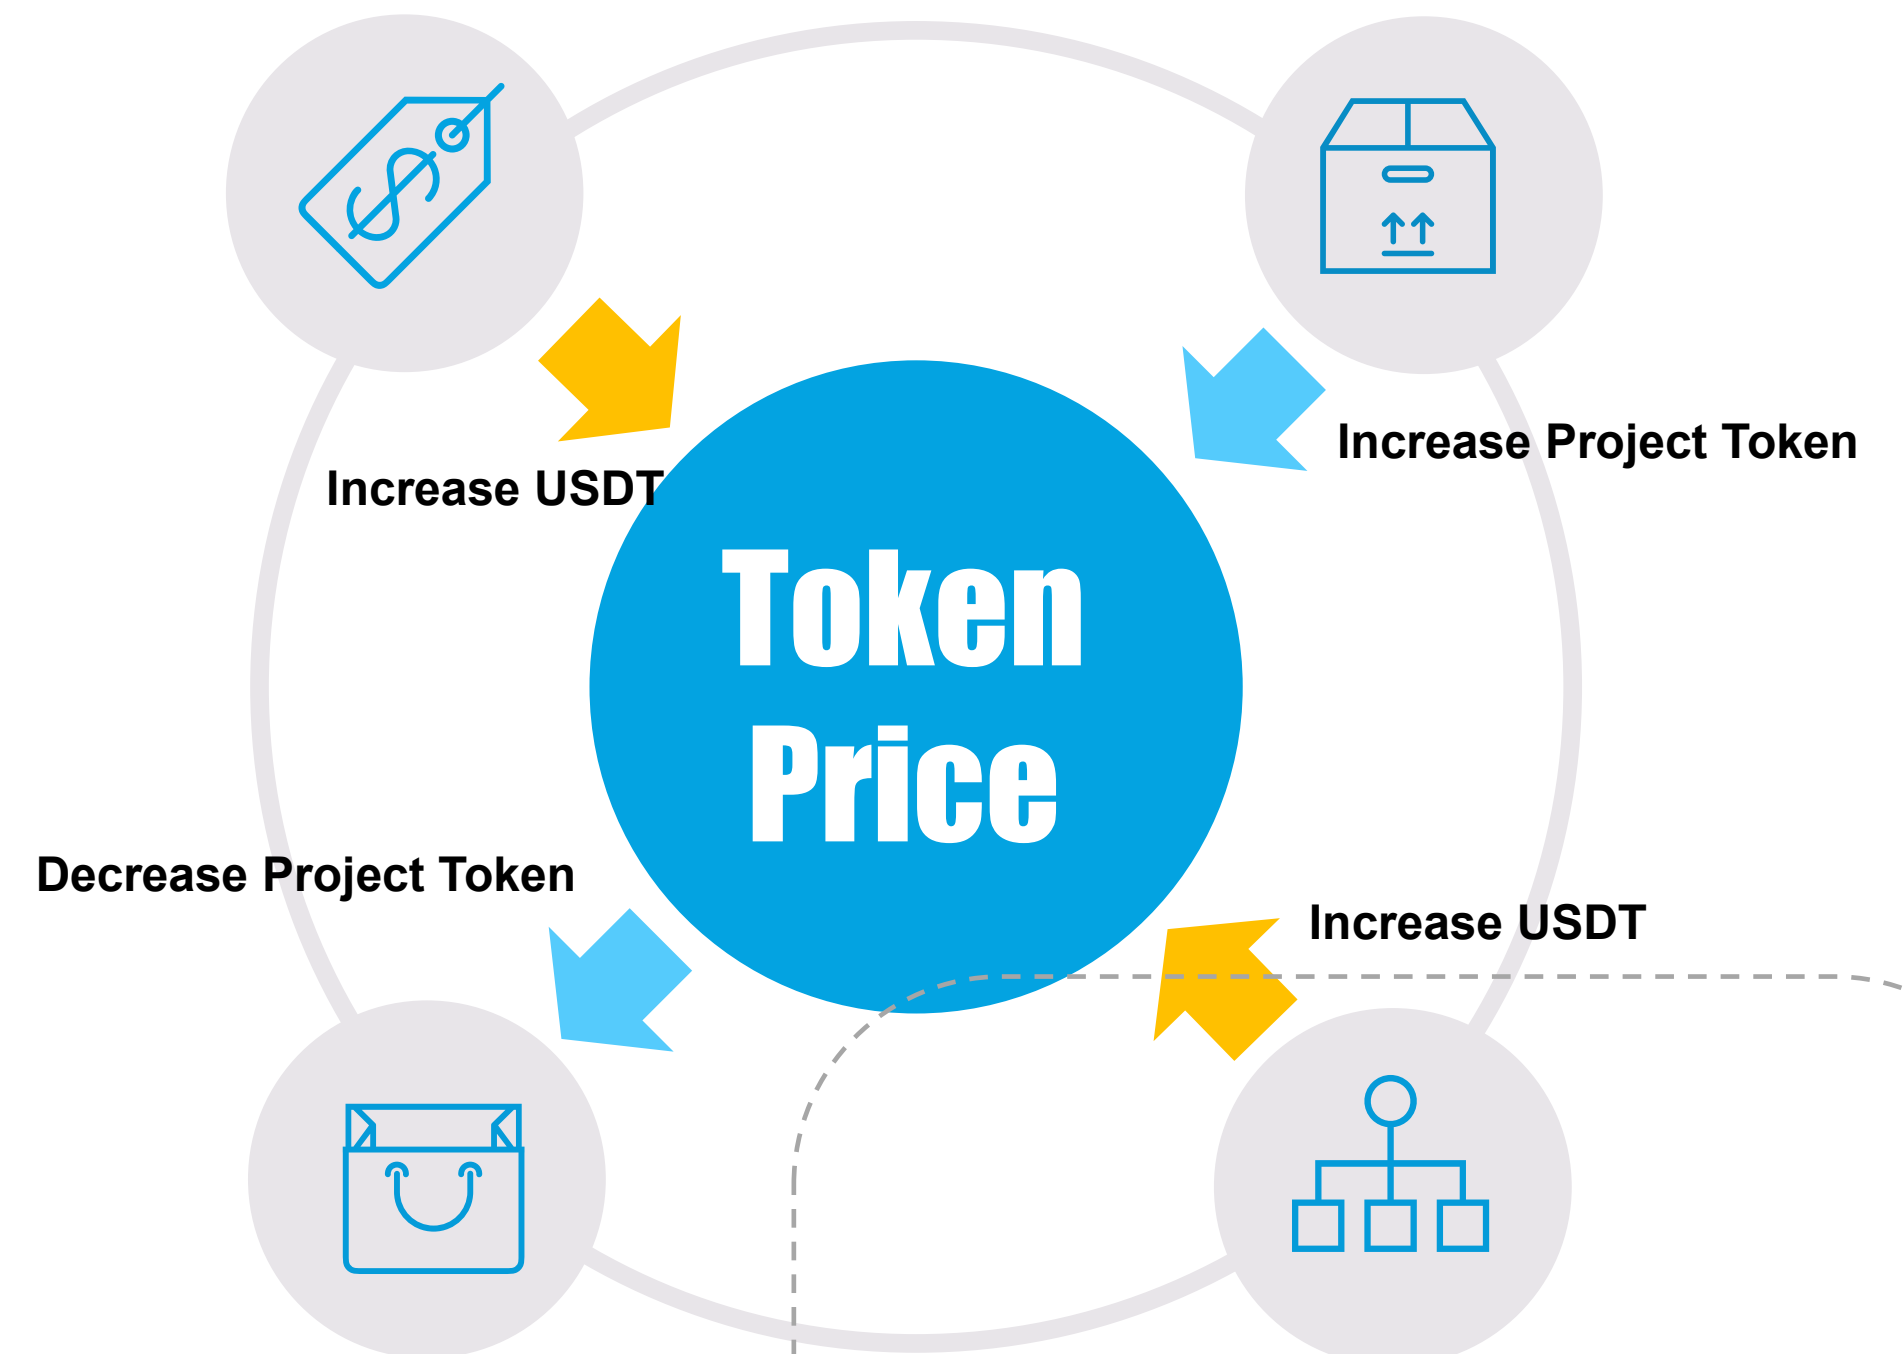 Increase Project Token
Increase USDT
Token
Price
Decrease Project Token
Increase USDT